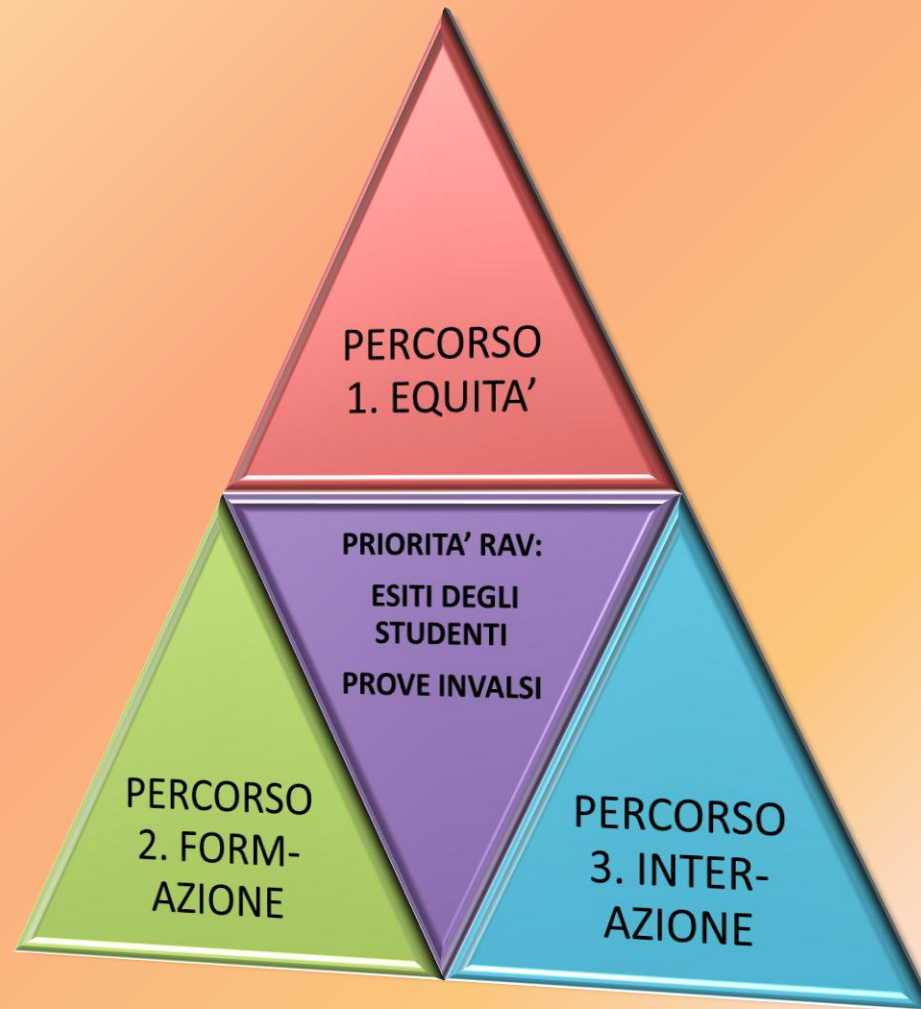 PERCORSO
1. EQUITA’
PRIORITA’ RAV:
ESITI DEGLI
STUDENTI
PROVE INVALSI
PERCORSO
2. FORM-
AZIONE
PERCORSO
3. INTER-
AZIONE